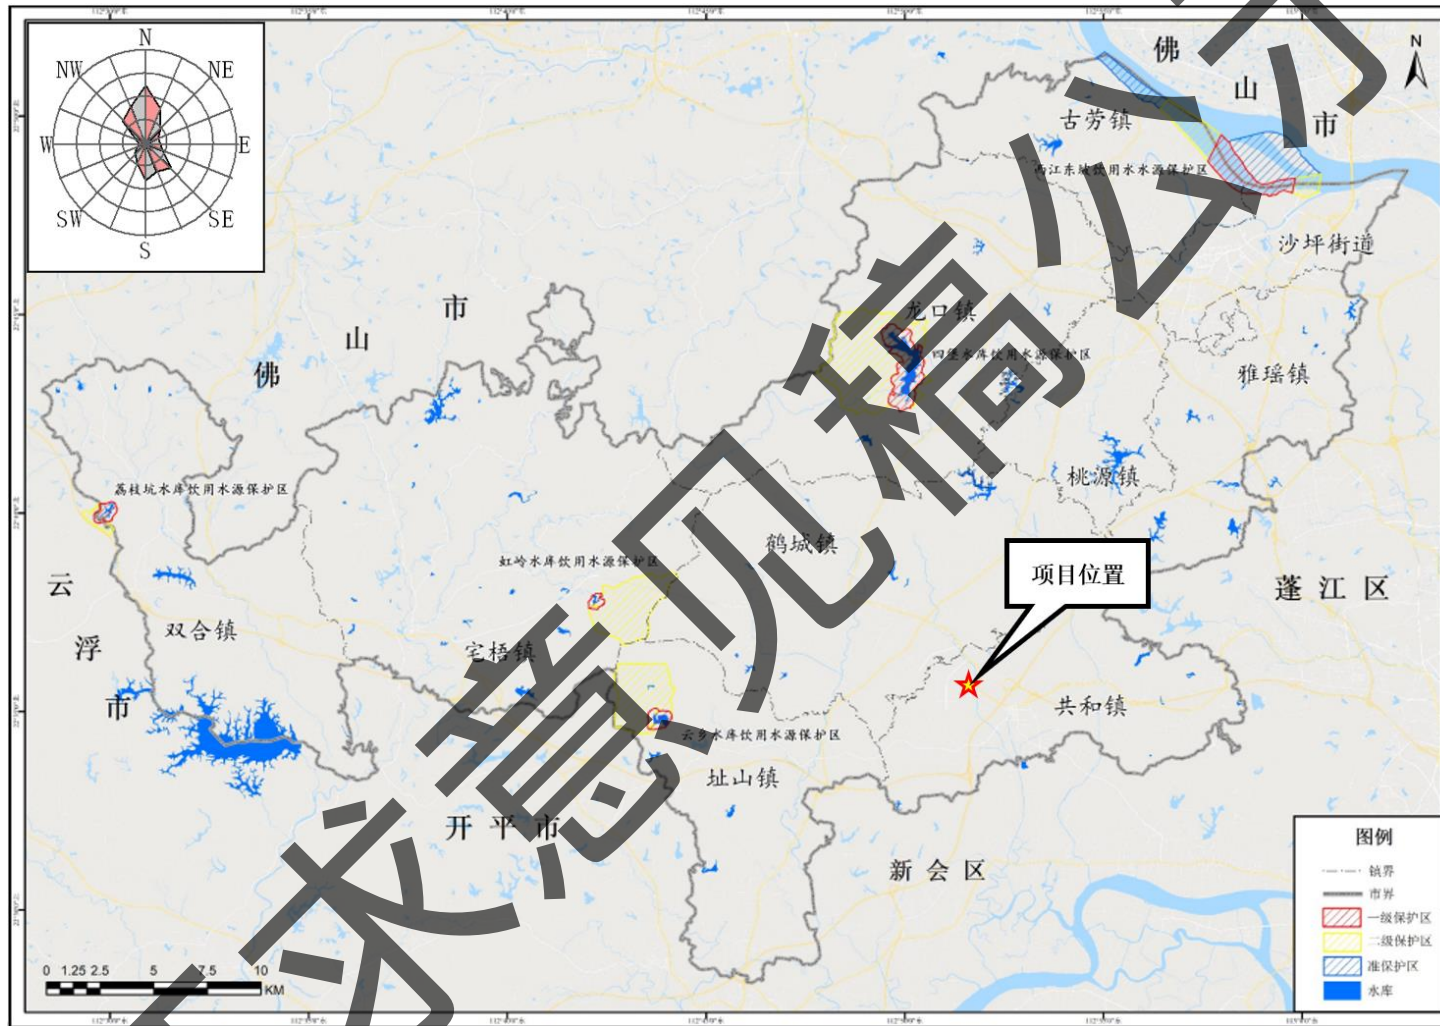 N
NW
NE
W
E
SW
SE
S
N
佛
山
市
古劳镇
西江东坡饮用水水源保护区
沙坪街道
市
山
佛
龙口镇
四堡水库饮用水源保护区
雅瑶镇
桃源镇
荔枝坑水库饮用水源保护区
鹤城镇
虹岭水库饮用水源保护区
项目位置
云
浮
市
蓬江区
双合镇
宅梧镇
共和镇
云乡水库饮用水源保护区
址山镇
开平市
新会区
图例
镇界
市界
一级保护区
二级保护区
准保护区
水库
0 1.25 2.5 5 7.5 10
KM
求意见稿公